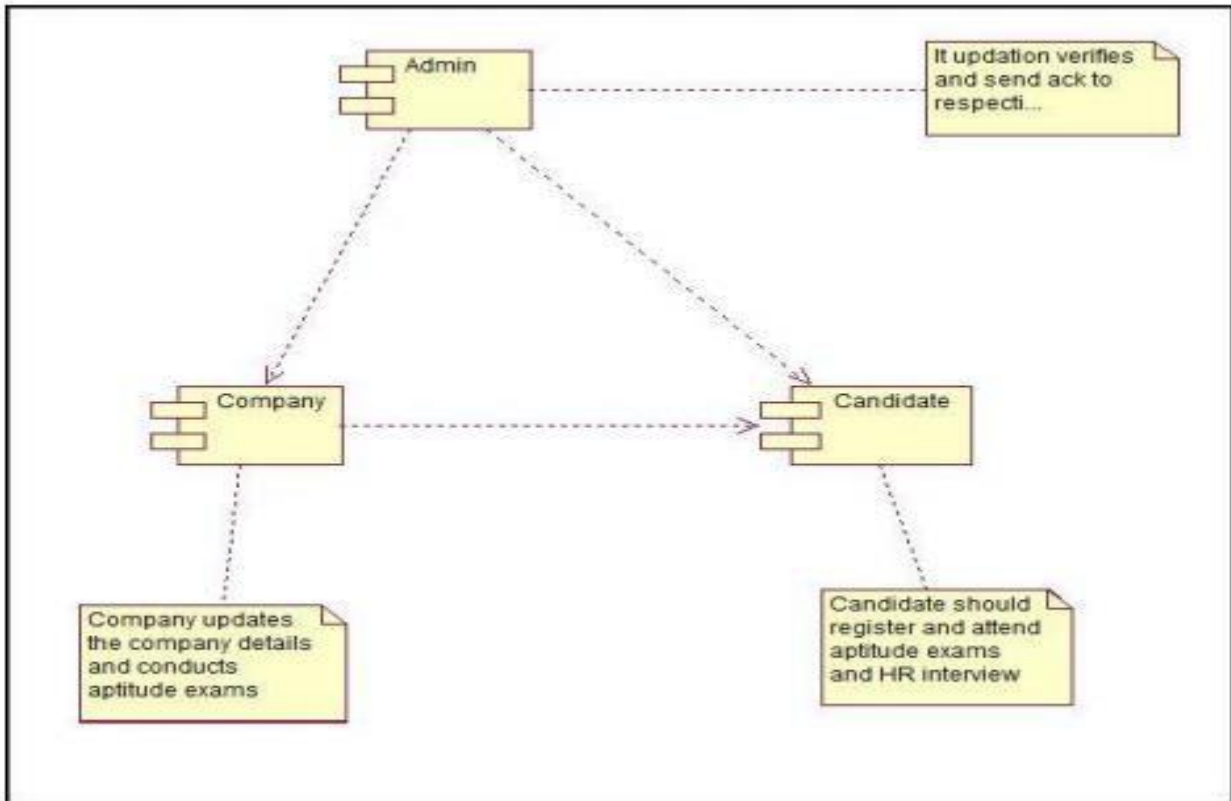 Admin
It updation verifies
and send ack to
respecti...
Company
Candidate
Company updates
the company details
and conducts
aptitude exams
Candidate should
register and attend
aptitude exams
and HR interview